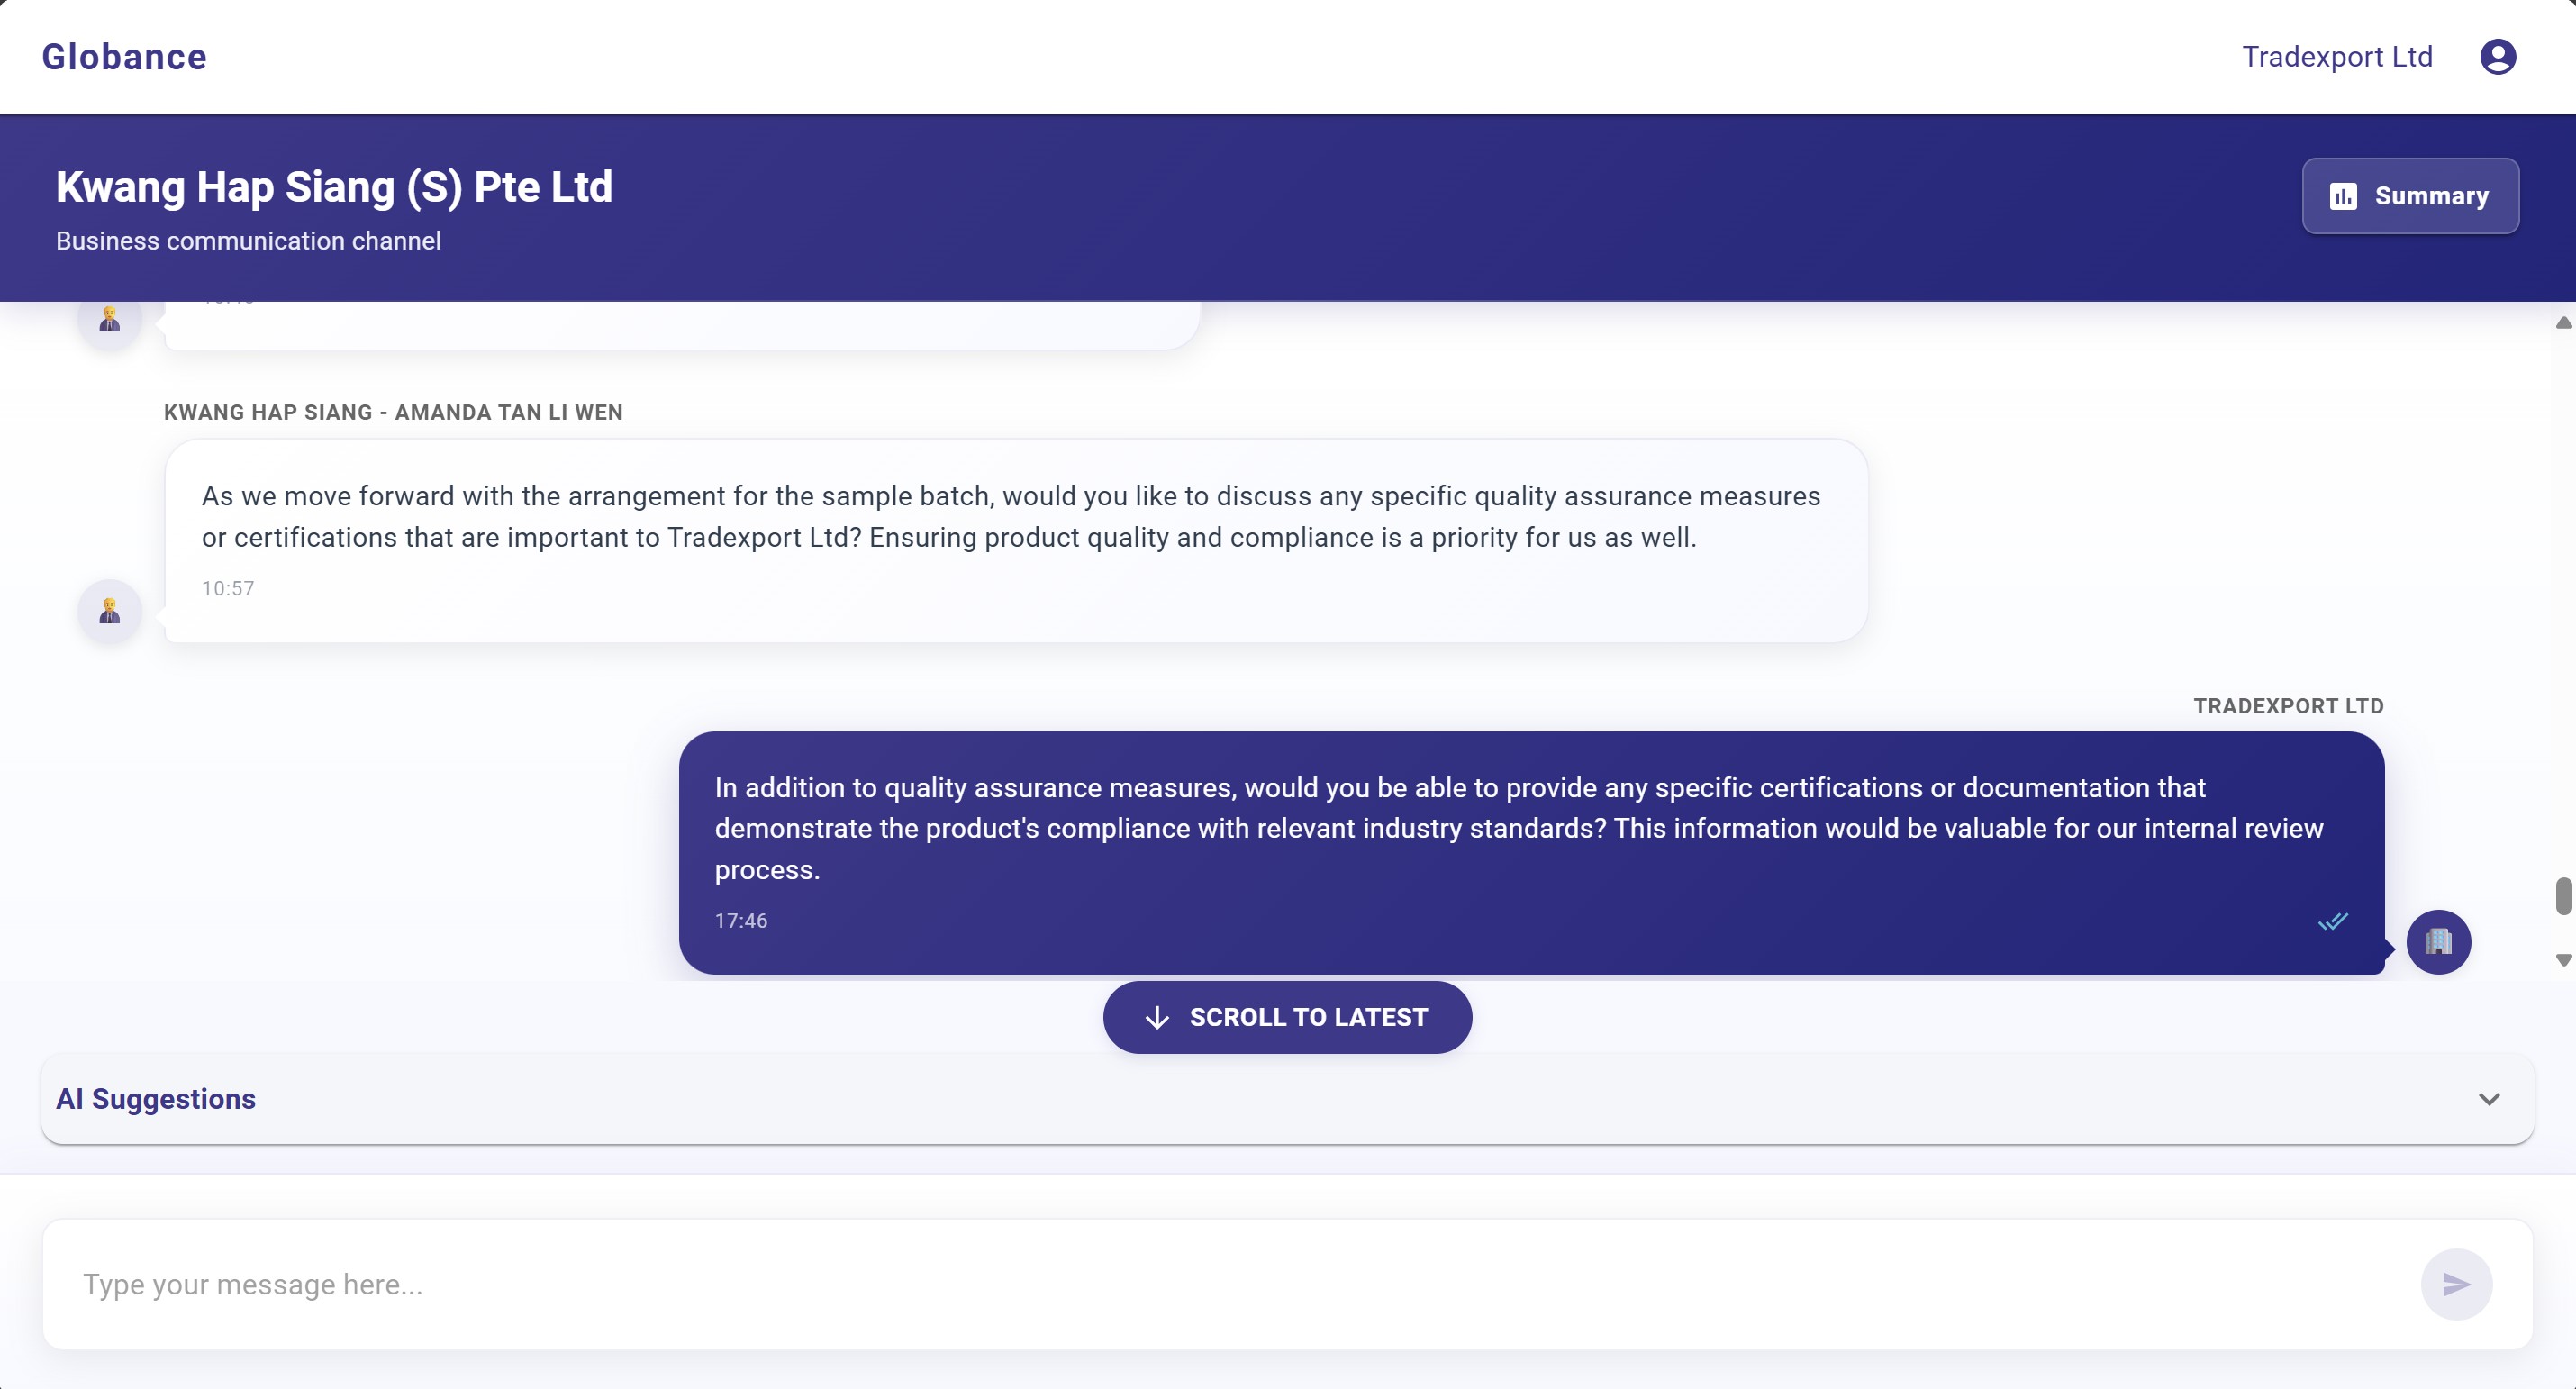 Globance
Tradexport Ltd
Kwang Hap Siang (S) Pte Ltd
Business communication channel
Summary
KWANG HAP SIANG - AMANDA TAN LI WEN
As we move forward with the arrangement for the sample batch, would you like to discuss any specific quality assurance measures
or certifications that are important to Tradexport Ltd? Ensuring product quality and compliance is a priority for us as well.
10:57
TRADEXPORT LTD
In addition to quality assurance measures, would you be able to provide any specific certifications or documentation that
demonstrate the product's compliance with relevant industry standards? This information would be valuable for our internal review
process.
17:46
SCROLL TO LATEST
AI Suggestions
Type your message here...